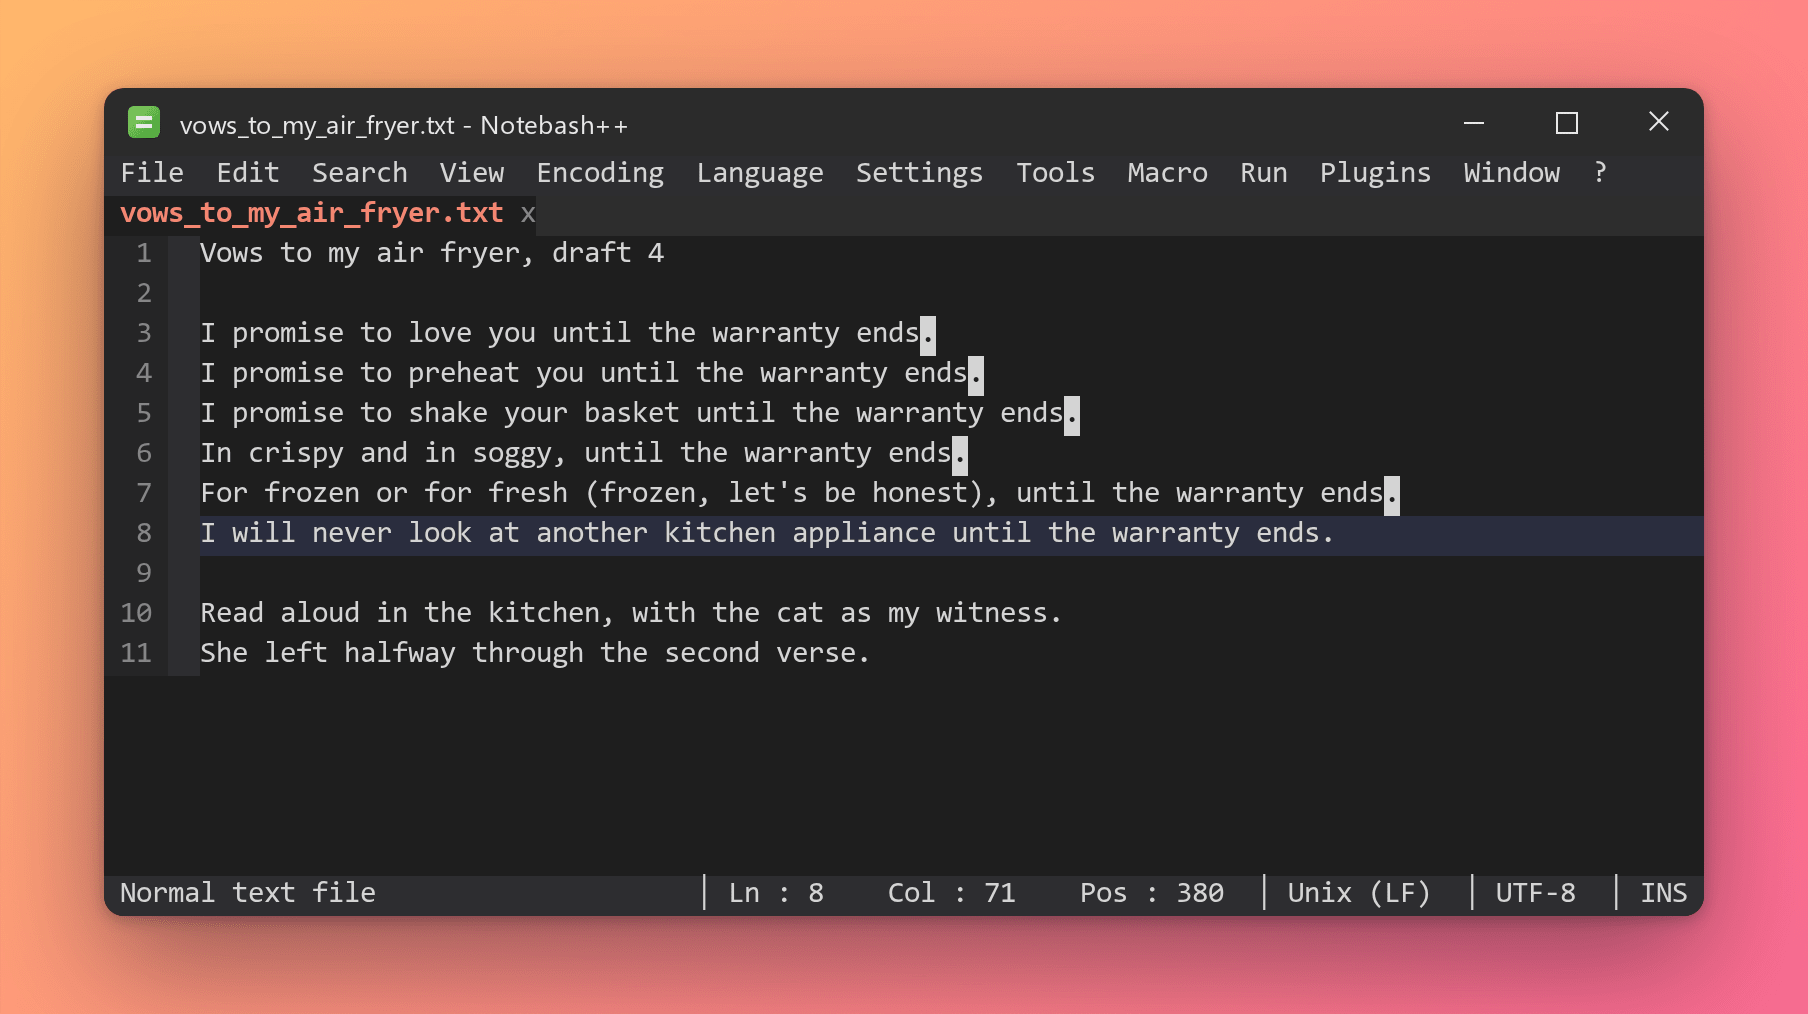 vows_to_my_air_fryer.txt - Notebash++
File Edit Search View Encoding Language Settings Tools Macro Run Plugins Window ?
vows_to_my_air_fryer.txt x
1 Vows to my air fryer, draft 4
2
3 I promise to love you until the warranty ends.
4 I promise to preheat you until the warranty ends.
5 I promise to shake your basket until the warranty ends.
6 In crispy and in soggy, until the warranty ends.
7 For frozen or for fresh (frozen, let's be honest), until the warranty ends.
8 I will never look at another kitchen appliance until the warranty ends.
9
10 Read aloud in the kitchen, with the cat as my witness.
11 She left halfway through the second verse.
Normal text file | Ln : 8 Col : 71 Pos : 380 | Unix (LF) | UTF-8 | INS